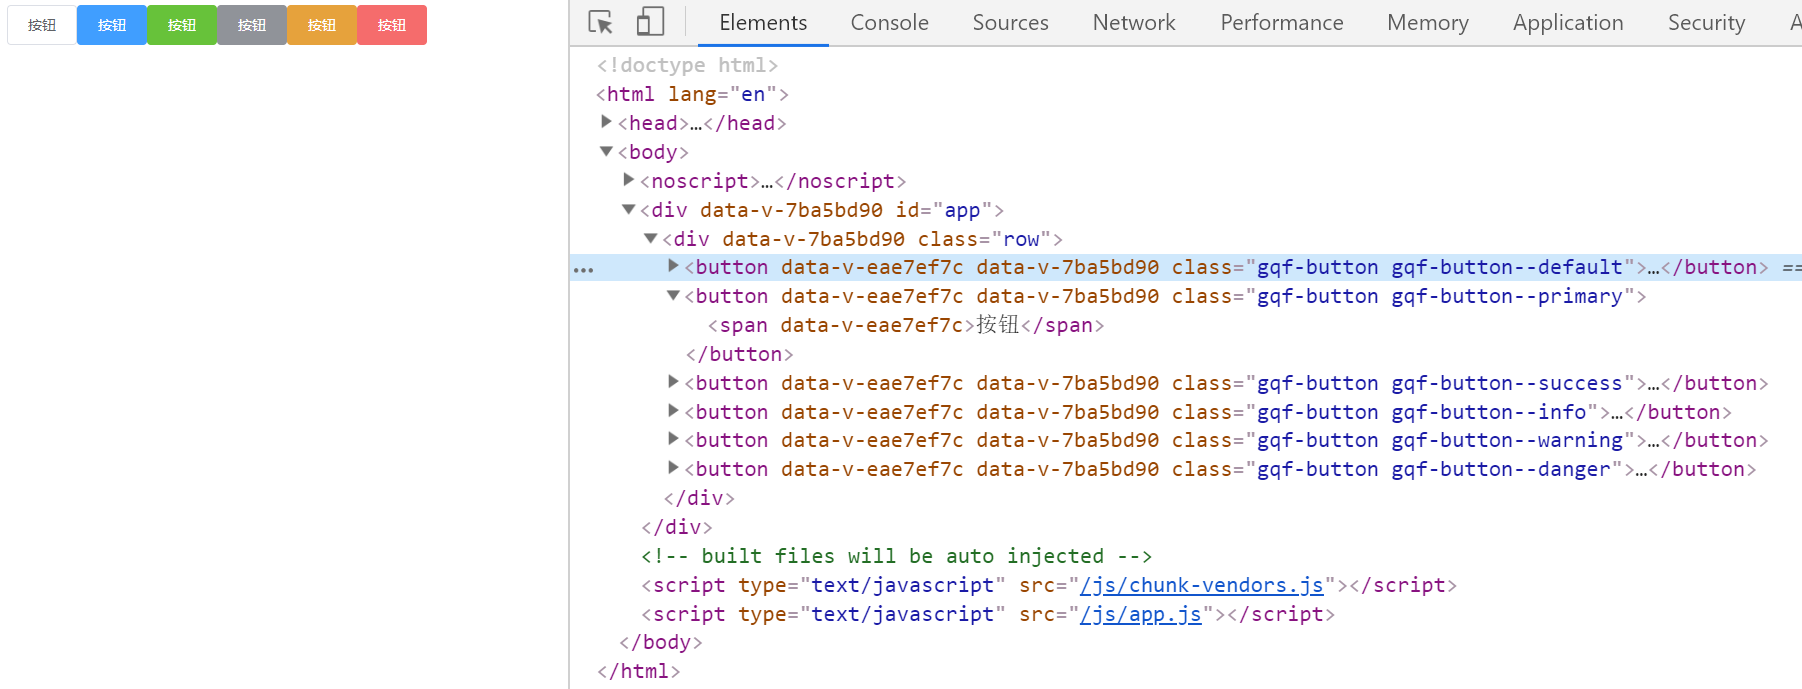 按钮 按钮 按钮 按钮 按钮 按钮
Elements Console Sources Network Performance Memory Application Security A
<!doctype html>
<html lang="en">
<head>…</head>
<body>
<noscript>…</noscript>
<div data-v-7ba5bd90 id="app">
<div data-v-7ba5bd90 class="row">
<button data-v-eae7ef7c data-v-7ba5bd90 class="gqf-button gqf-button--default">…</button> ==
<button data-v-eae7ef7c data-v-7ba5bd90 class="gqf-button gqf-button--primary">
<span data-v-eae7ef7c>按钮</span>
</button>
<button data-v-eae7ef7c data-v-7ba5bd90 class="gqf-button gqf-button--success">…</button>
<button data-v-eae7ef7c data-v-7ba5bd90 class="gqf-button gqf-button--info">…</button>
<button data-v-eae7ef7c data-v-7ba5bd90 class="gqf-button gqf-button--warning">…</button>
<button data-v-eae7ef7c data-v-7ba5bd90 class="gqf-button gqf-button--danger">…</button>
</div>
</div>
<!-- built files will be auto injected -->
<script type="text/javascript" src="/js/chunk-vendors.js"></script>
<script type="text/javascript" src="/js/app.js"></script>
</body>
</html>